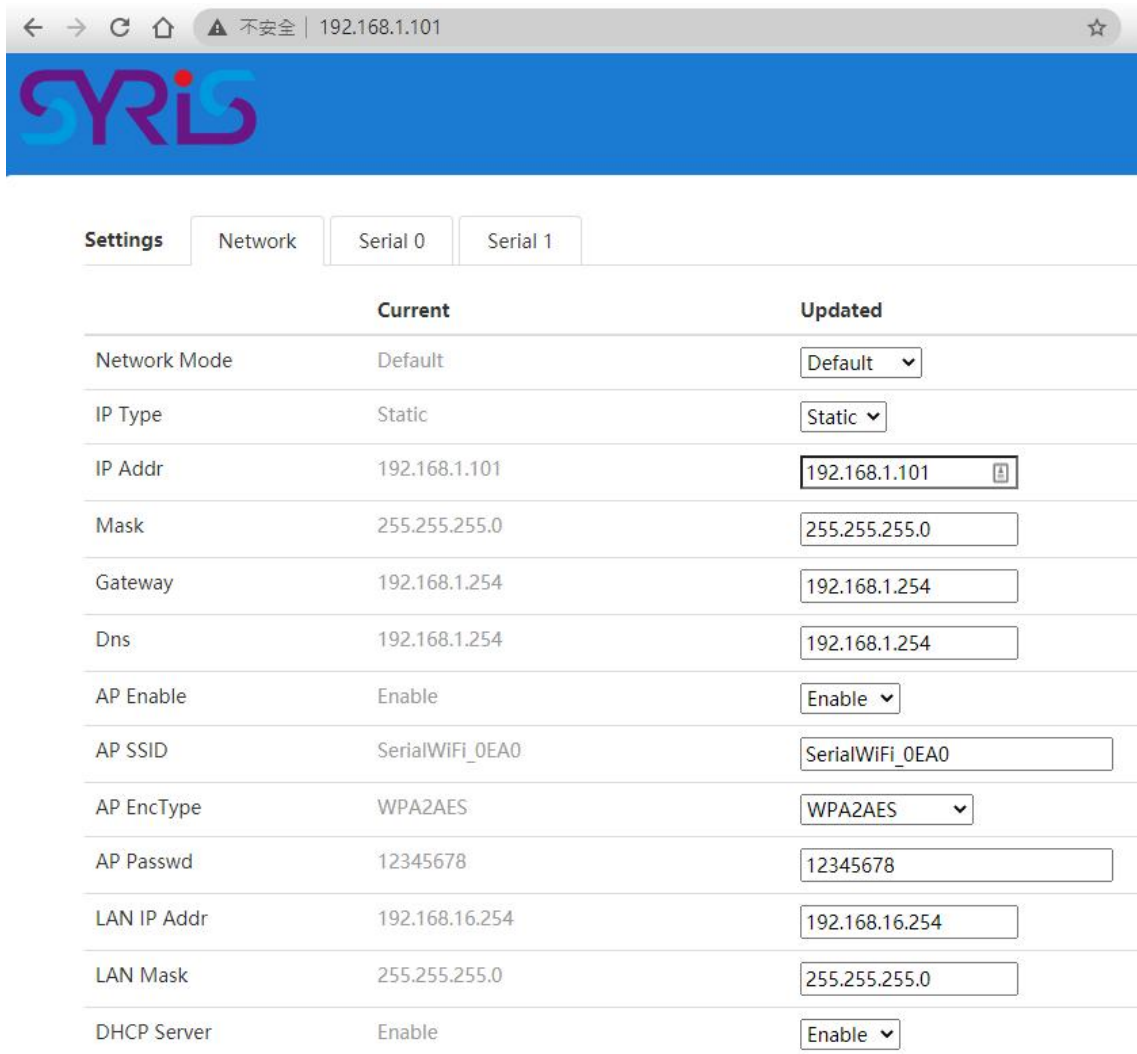 不安全 | 192.168.1.101
SYRIS
Settings Network Serial 0 Serial 1
Current Updated
Network Mode Default Default
IP Type Static Static
IP Addr 192.168.1.101 192.168.1.101
Mask 255.255.255.0 255.255.255.0
Gateway 192.168.1.254 192.168.1.254
Dns 192.168.1.254 192.168.1.254
AP Enable Enable Enable
AP SSID SerialWiFi_0EA0 SerialWiFi_0EA0
AP EncType WPA2AES WPA2AES
AP Passwd 12345678 12345678
LAN IP Addr 192.168.16.254 192.168.16.254
LAN Mask 255.255.255.0 255.255.255.0
DHCP Server Enable Enable